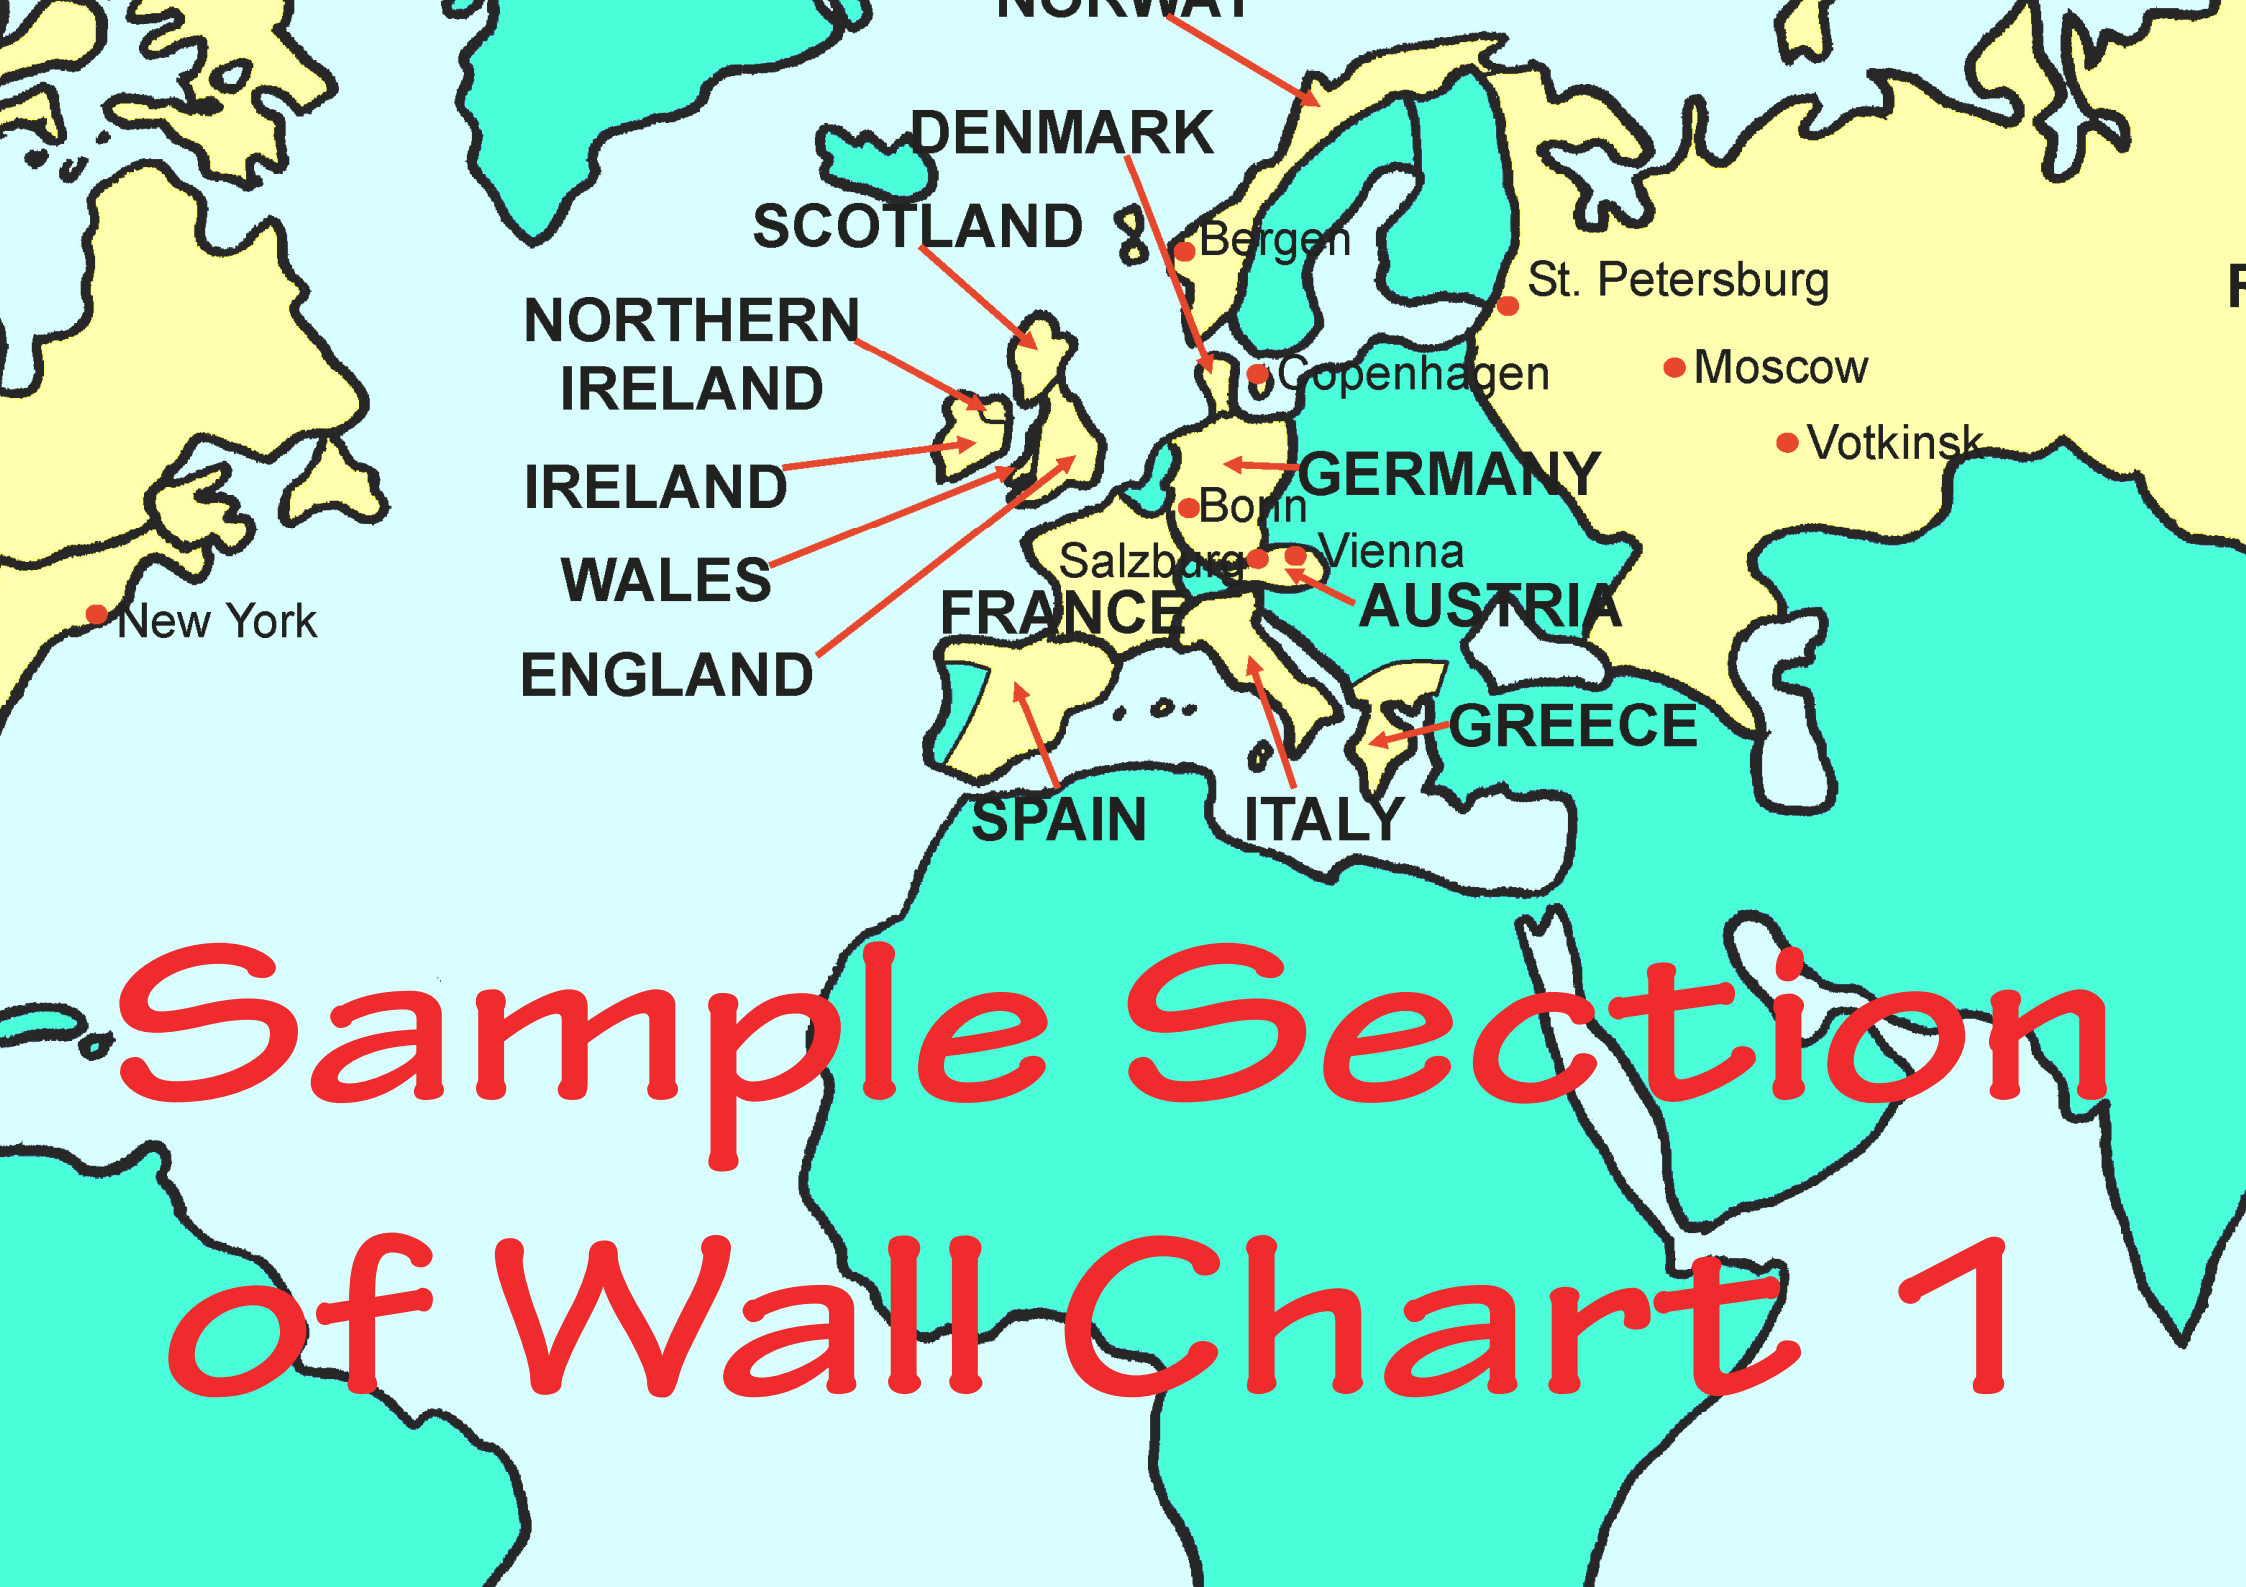 NORWAY
DENMARK
SCOTLAND
Bergen
St. Petersburg
NORTHERN
IRELAND
Copenhagen
Moscow
Votkinsk
IRELAND
GERMANY
Bonn
WALES
Salzburg
Vienna
FRANCE
AUSTRIA
New York
ENGLAND
GREECE
SPAIN
ITALY
Sample Section
of Wall Chart 1